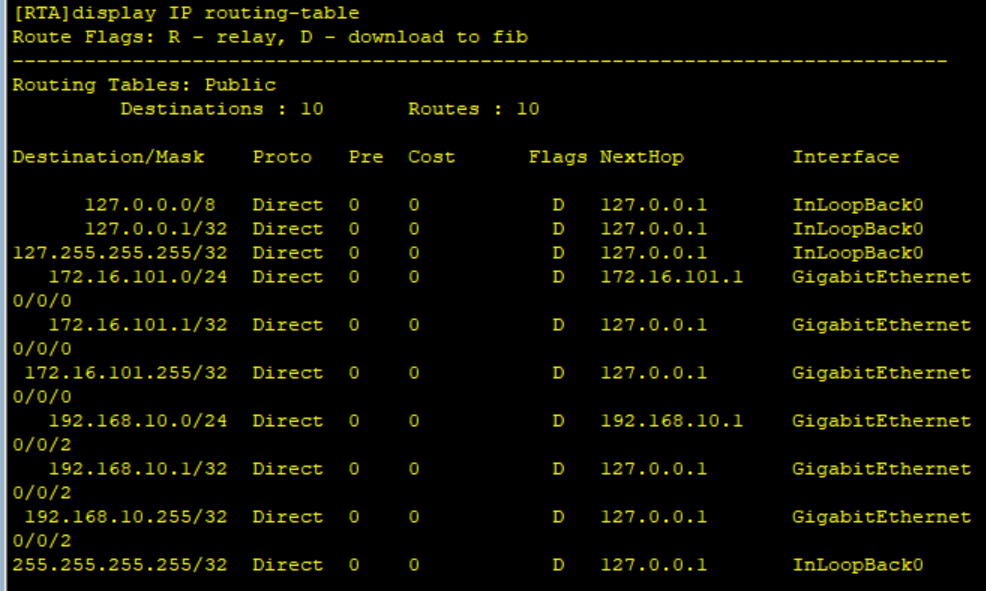 [RTA]display IP routing-table
Route Flags: R - relay, D - download to fib
------------------------------------------------------------------------------
Routing Tables: Public
         Destinations : 10       Routes : 10

Destination/Mask    Proto   Pre  Cost      Flags NextHop         Interface

      127.0.0.0/8   Direct  0    0           D   127.0.0.1       InLoopBack0
      127.0.0.1/32  Direct  0    0           D   127.0.0.1       InLoopBack0
127.255.255.255/32  Direct  0    0           D   127.0.0.1       InLoopBack0
   172.16.101.0/24  Direct  0    0           D   172.16.101.1    GigabitEthernet
0/0/0
   172.16.101.1/32  Direct  0    0           D   127.0.0.1       GigabitEthernet
0/0/0
 172.16.101.255/32  Direct  0    0           D   127.0.0.1       GigabitEthernet
0/0/0
   192.168.10.0/24  Direct  0    0           D   192.168.10.1    GigabitEthernet
0/0/2
   192.168.10.1/32  Direct  0    0           D   127.0.0.1       GigabitEthernet
0/0/2
 192.168.10.255/32  Direct  0    0           D   127.0.0.1       GigabitEthernet
0/0/2
255.255.255.255/32  Direct  0    0           D   127.0.0.1       InLoopBack0